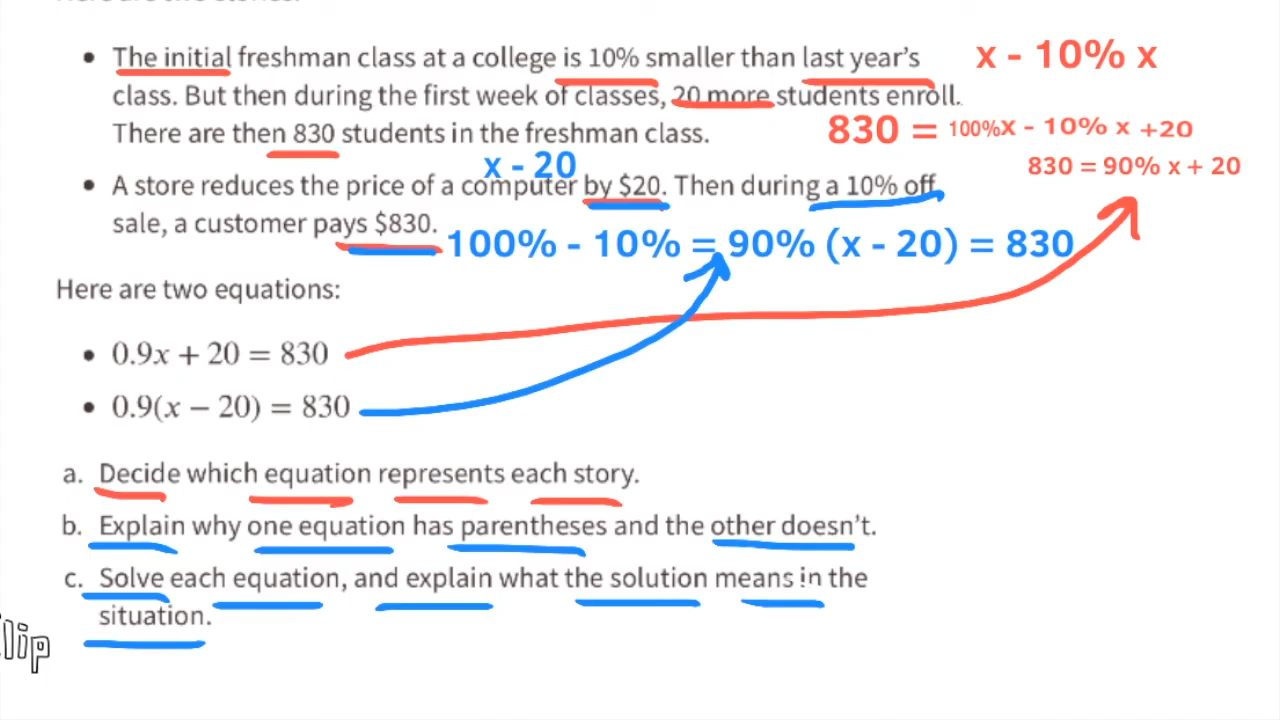 • The initial freshman class at a college is 10% smaller than last year's
x - 10% x
class. But then during the first week of classes, 20 more students enroll.
There are then 830 students in the freshman class.
830 = 100%x - 10% x +20
830 = 90% x + 20
x - 20
• A store reduces the price of a computer by $20. Then during a 10% off
sale, a customer pays $830.
100% - 10% = 90% (x - 20) = 830
Here are two equations:
• 0.9x + 20 = 830
• 0.9(x − 20) = 830
a. Decide which equation represents each story.
b. Explain why one equation has parentheses and the other doesn't.
c. Solve each equation, and explain what the solution means in the
situation.